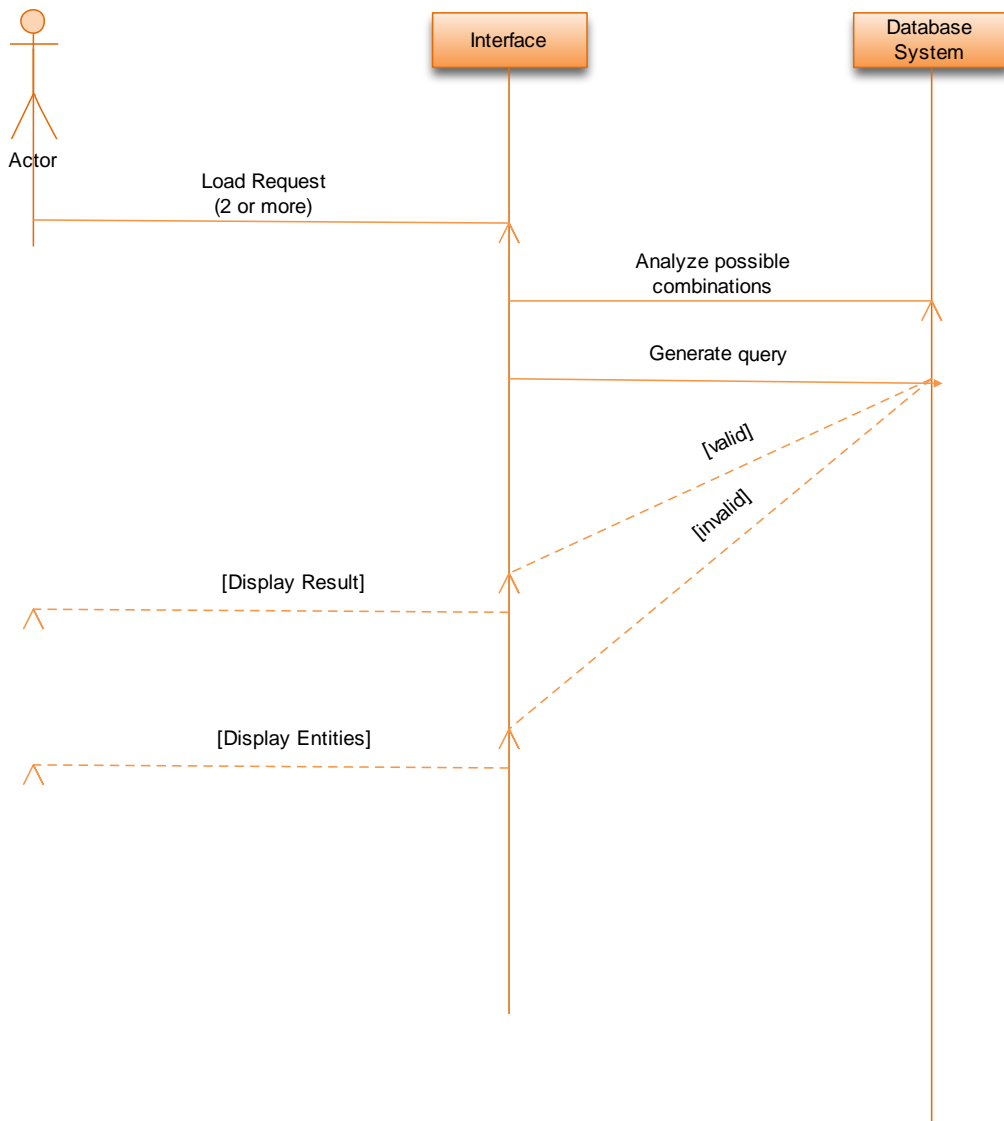 Interface
Database
System
Actor
Load Request
(2 or more)
Analyze possible
combinations
Generate query
[valid]
[invalid]
[Display Result]
[Display Entities]